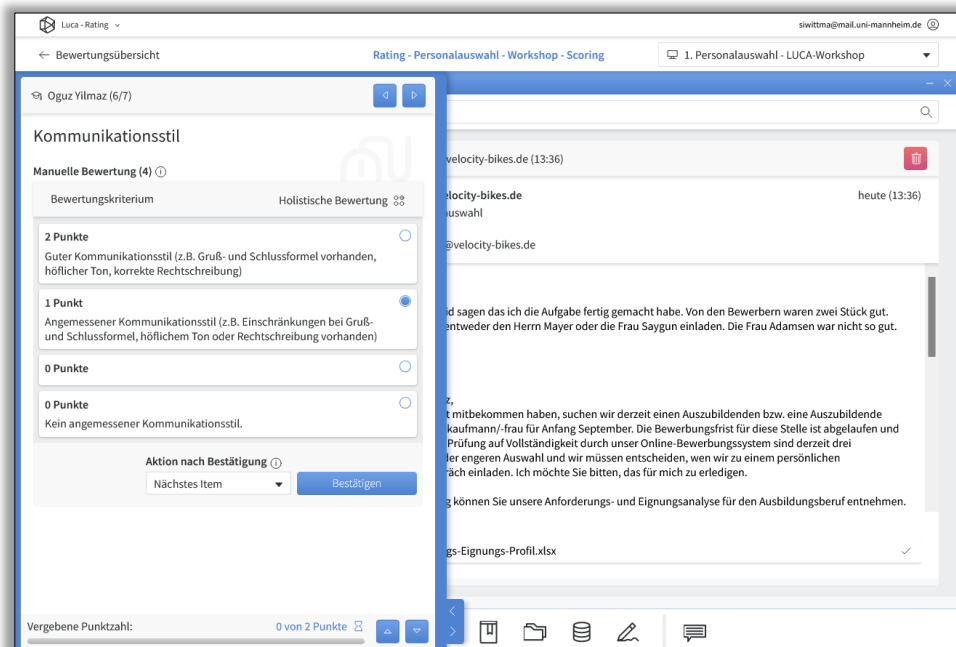 Luca - Rating
siwittma@mail.uni-mannheim.de
← Bewertungsübersicht
Rating - Personalauswahl - Workshop - Scoring
1. Personalauswahl - LUCA-Workshop
Oguz Yilmaz (6/7)
Kommunikationsstil
Manuelle Bewertung (4)
Bewertungskriterium
Holistische Bewertung
2 Punkte
Guter Kommunikationsstil (z.B. Gruß- und Schlussformel vorhanden,
höflicher Ton, korrekte Rechtschreibung)
1 Punkt
Angemessener Kommunikationsstil (z.B. Einschränkungen bei Gruß-
und Schlussformel, höflichem Ton oder Rechtschreibung vorhanden)
0 Punkte
0 Punkte
Kein angemessener Kommunikationsstil.
Aktion nach Bestätigung
Nächstes Item
Bestätigen
Vergebene Punktzahl:
0 von 2 Punkte
velocity-bikes.de (13:36)
elocity-bikes.de
heute (13:36)
uswahl
@velocity-bikes.de
id sagen das ich die Aufgabe fertig gemacht habe. Von den Bewerbern waren zwei Stück gut.
entweder den Herrn Mayer oder die Frau Saygun einladen. Die Frau Adamsen war nicht so gut.
z,
t mitbekommen haben, suchen wir derzeit einen Auszubildenden bzw. eine Auszubildende
kaufmann/-frau für Anfang September. Die Bewerbungsfrist für diese Stelle ist abgelaufen und
Prüfung auf Vollständigkeit durch unser Online-Bewerbungssystem sind derzeit drei
er engeren Auswahl und wir müssen entscheiden, wen wir zu einem persönlichen
räch einladen. Ich möchte Sie bitten, das für mich zu erledigen.
g können Sie unsere Anforderungs- und Eignungsanalyse für den Ausbildungsberuf entnehmen.
gs-Eignungs-Profil.xlsx